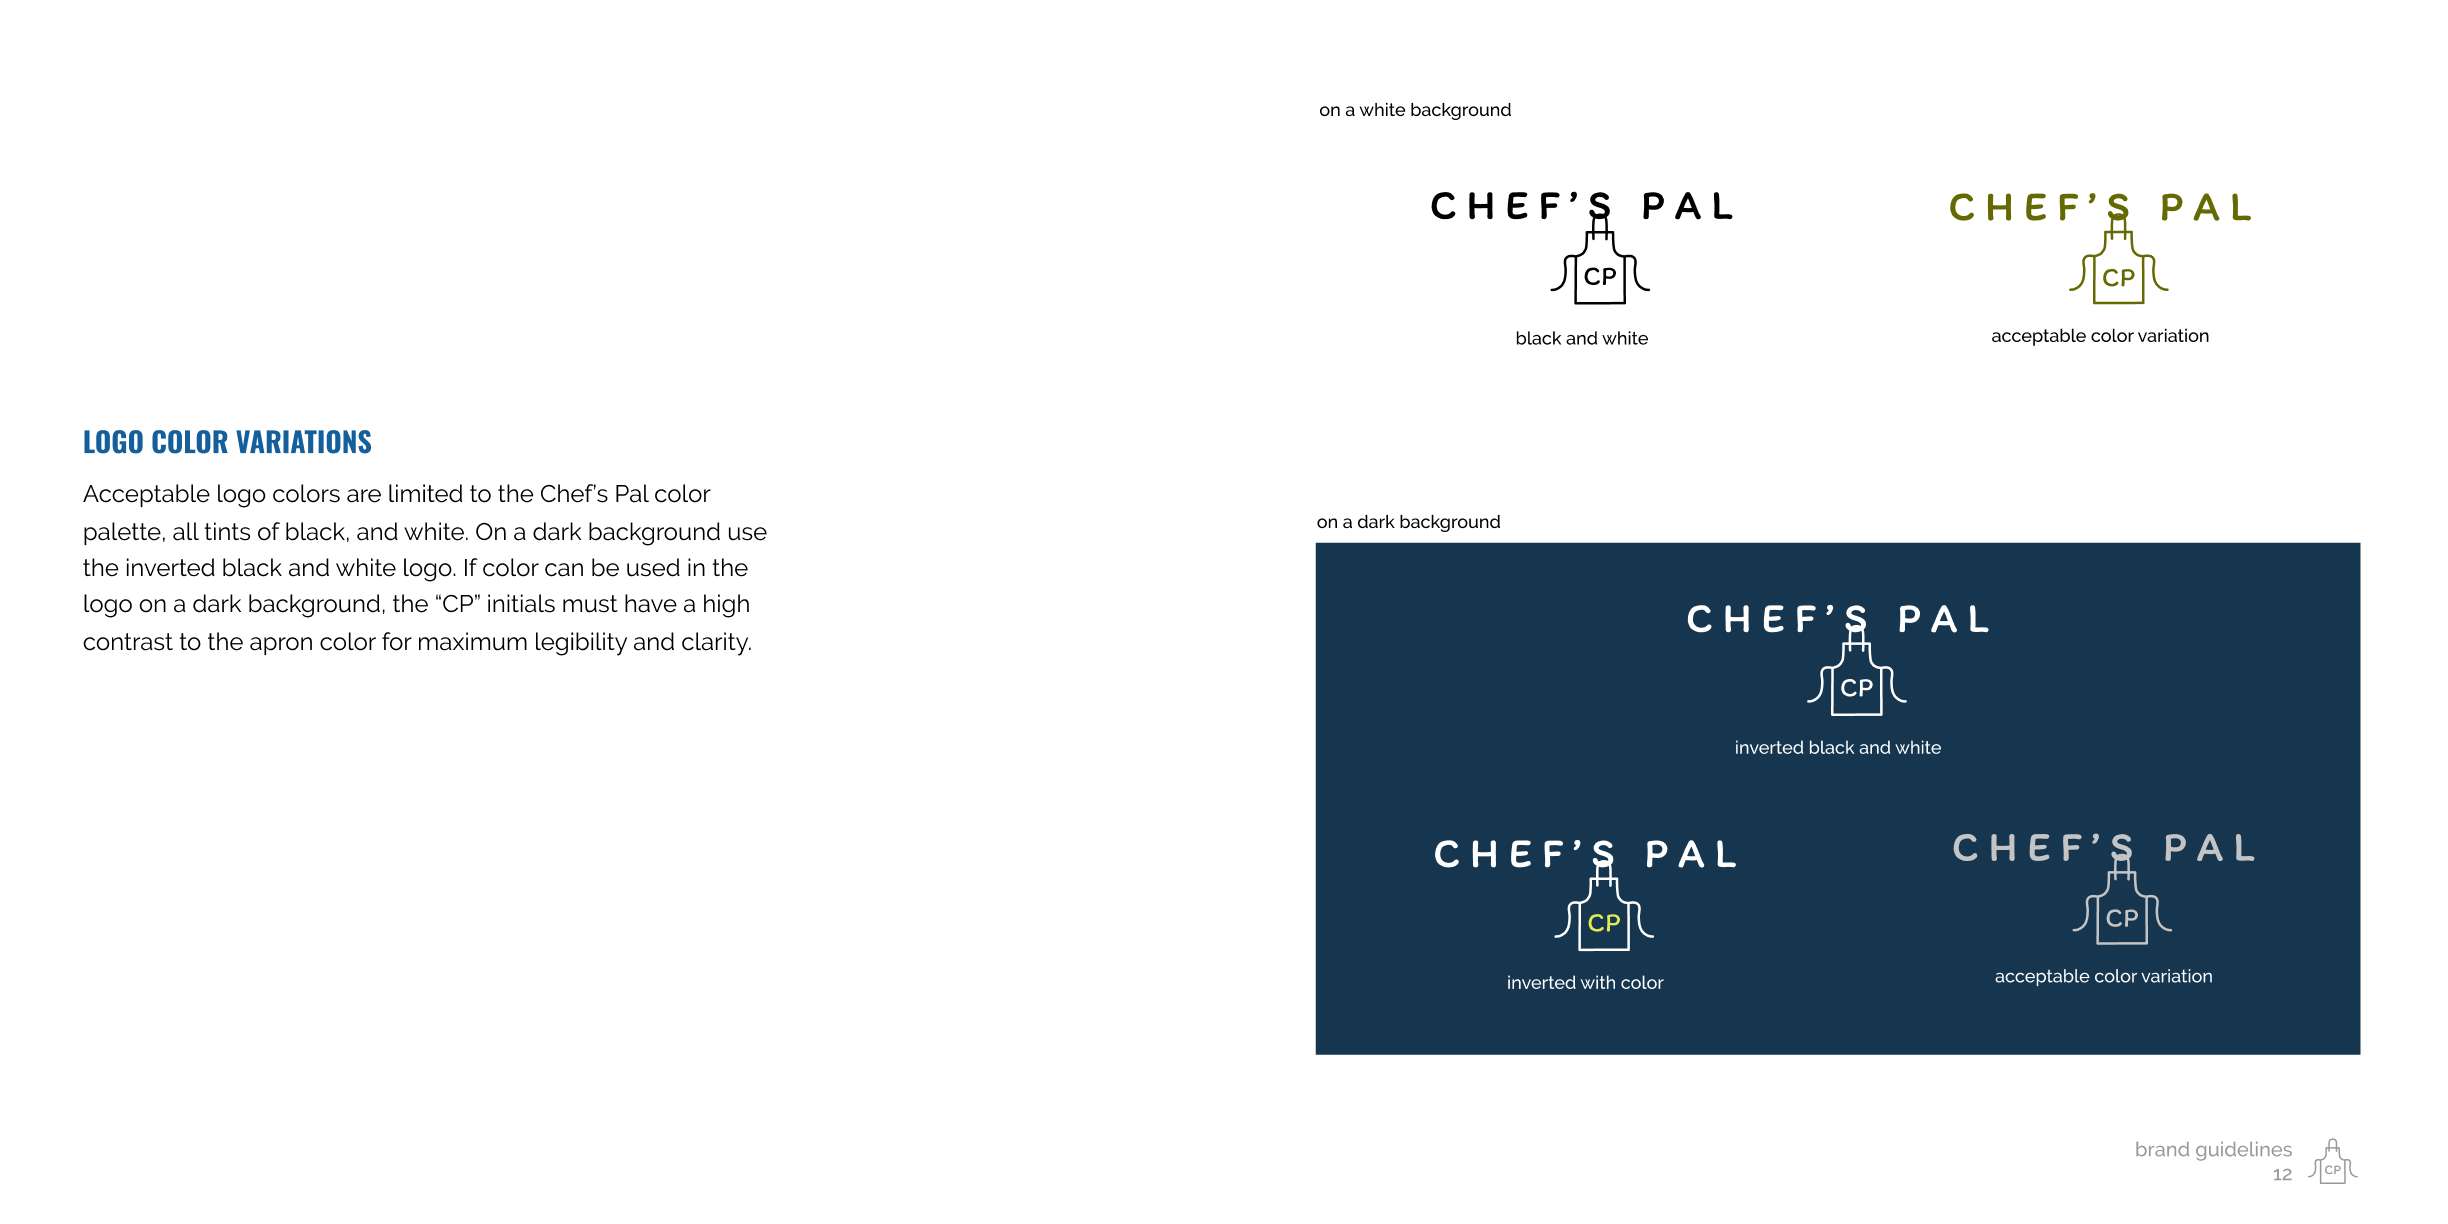 LOGO COLOR VARIATIONS
Acceptable logo colors are limited to the Chef’s Pal color
palette, all tints of black, and white. On a dark background use
the inverted black and white logo. If color can be used in the
logo on a dark background, the “CP” initials must have a high
contrast to the apron color for maximum legibility and clarity.
on a white background
CHEF’S PAL
CP
black and white
CHEF’S PAL
CP
acceptable color variation
on a dark background
CHEF’S PAL
CP
inverted black and white
CHEF’S PAL
CP
inverted with color
CHEF’S PAL
CP
acceptable color variation
brand guidelines
12
CP